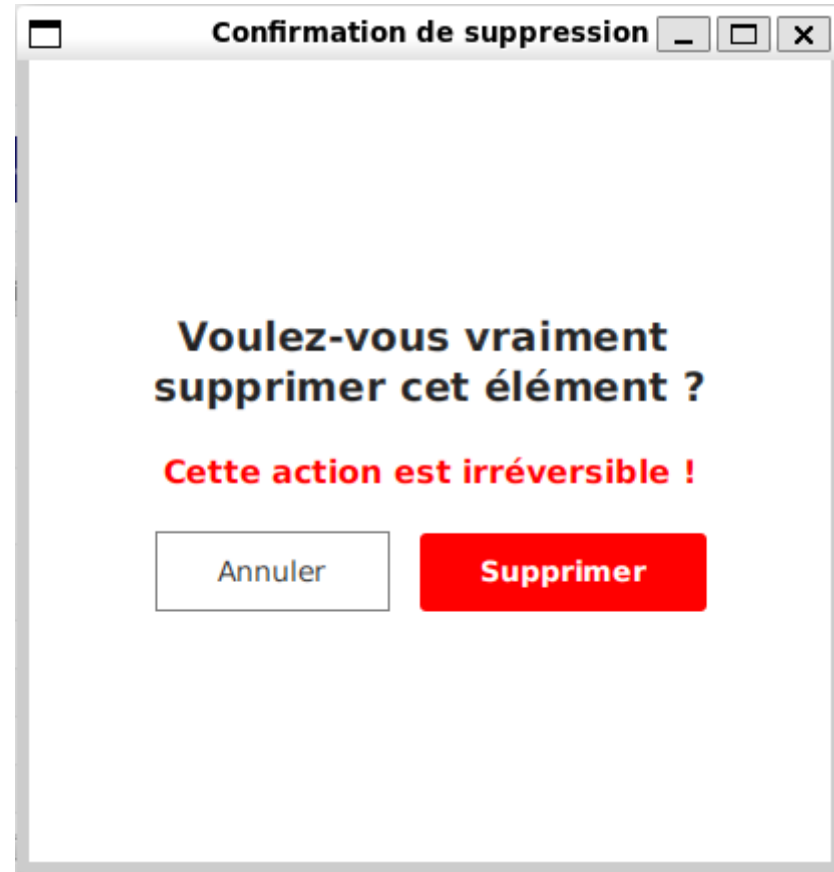 Confirmation de suppression
Voulez-vous vraiment
supprimer cet élément ?
Cette action est irréversible !
Annuler
Supprimer